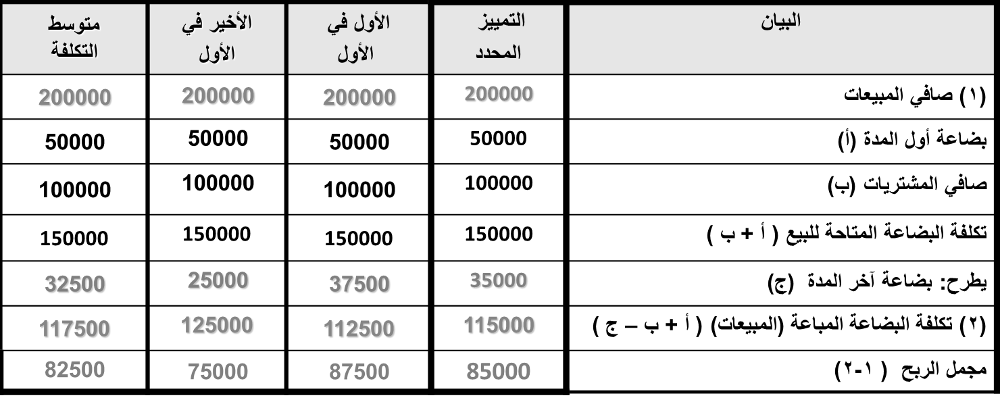 البيان | التمييز المحدد | الأول في الأول | الأخير في الأول | متوسط التكلفة
(١) صافي المبيعات | 200000 | 200000 | 200000 | 200000
بضاعة أول المدة (أ) | 50000 | 50000 | 50000 | 50000
صافي المشتريات (ب) | 100000 | 100000 | 100000 | 100000
تكلفة البضاعة المتاحة للبيع ( أ + ب ) | 150000 | 150000 | 150000 | 150000
يطرح: بضاعة آخر المدة (ج) | 35000 | 37500 | 25000 | 32500
(٢) تكلفة البضاعة المباعة (المبيعات) ( أ + ب – ج ) | 115000 | 112500 | 125000 | 117500
مجمل الربح ( ١-٢) | 85000 | 87500 | 75000 | 82500